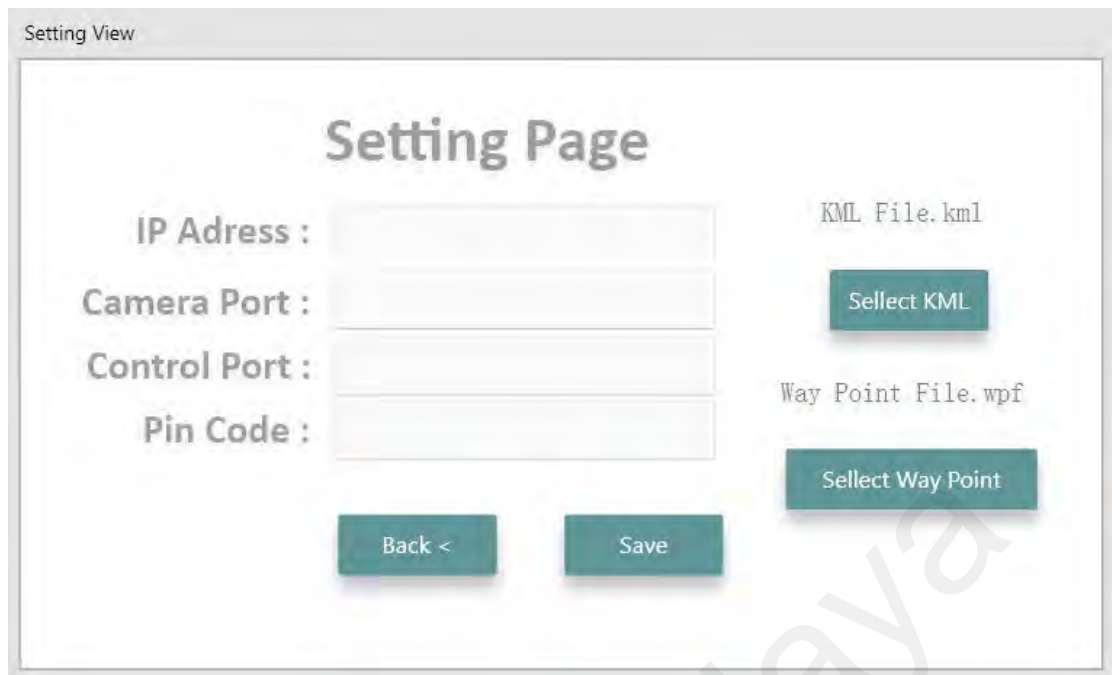 Setting View
Setting Page
IP Adress :
Camera Port :
Control Port :
Pin Code :
KML File.kml
Sellect KML
Way Point File.wpf
Sellect Way Point
Back <
Save